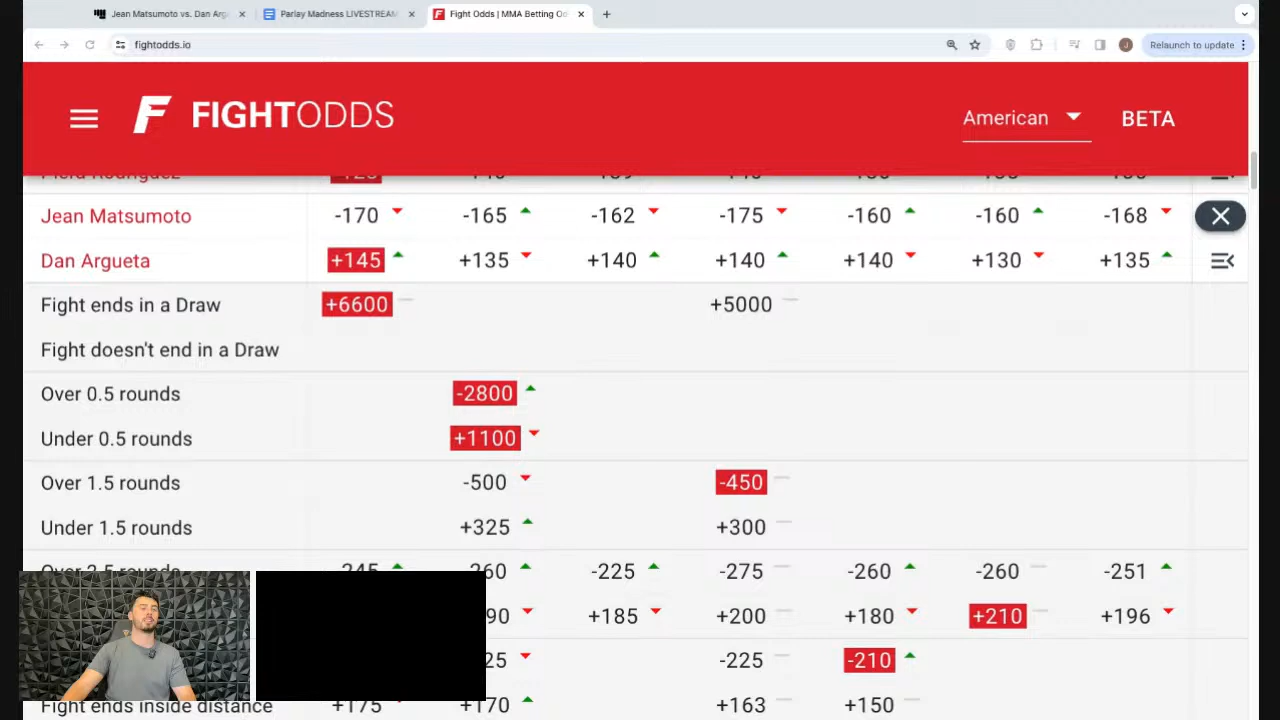 Jean Matsumoto vs. Dan Arg
Parlay Madness LIVESTREAM
Fight Odds | MMA Betting Od
fightodds.io
Relaunch to update
FIGHTODDS
American
BETA
Jean Matsumoto -170 -165 -162 -175 -160 -160 -168
Dan Argueta +145 +135 +140 +140 +140 +130 +135
Fight ends in a Draw +6600 +5000
Fight doesn't end in a Draw
Over 0.5 rounds -2800
Under 0.5 rounds +1100
Over 1.5 rounds -500 -450
Under 1.5 rounds +325 +300
-225 -275 -260 -260 -251
90 +185 +200 +180 +210 +196
25 -225 -210
Fight ends inside distance +175 +170 +163 +150